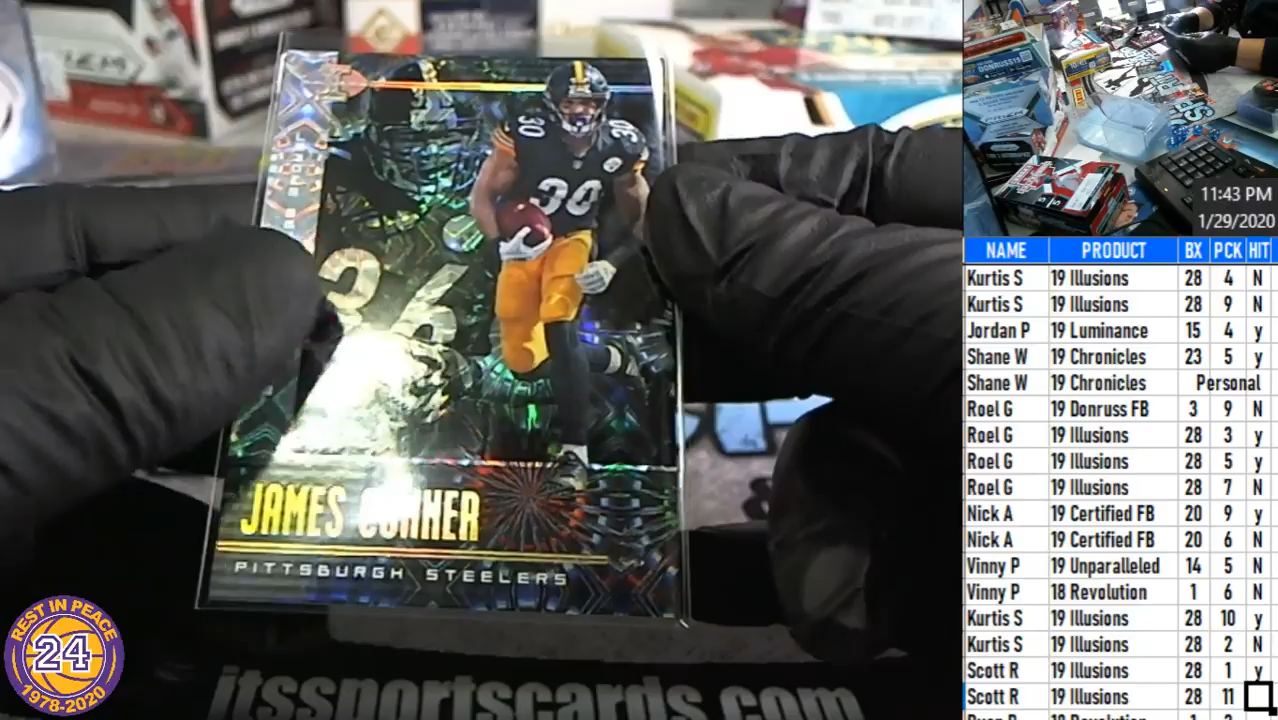 30
30
30
36
JAMES CONNER
PITTSBURGH STEELERS
jtssportscards.com
REST IN PEACE
24
1978-2020
DONRUSS
11:43 PM
1/29/2020
NAME PRODUCT BX PCK HIT
Kurtis S 19 Illusions 28 4 N
Kurtis S 19 Illusions 28 9 N
Jordan P 19 Luminance 15 4 y
Shane W 19 Chronicles 23 5 y
Shane W 19 Chronicles Personal
Roel G 19 Donruss FB 3 9 N
Roel G 19 Illusions 28 3 y
Roel G 19 Illusions 28 5 y
Roel G 19 Illusions 28 7 N
Nick A 19 Certified FB 20 9 y
Nick A 19 Certified FB 20 6 N
Vinny P 19 Unparalleled 14 5 N
Vinny P 18 Revolution 1 6 N
Kurtis S 19 Illusions 28 10 y
Kurtis S 19 Illusions 28 2 N
Scott R 19 Illusions 28 1 y
Scott R 19 Illusions 28 11